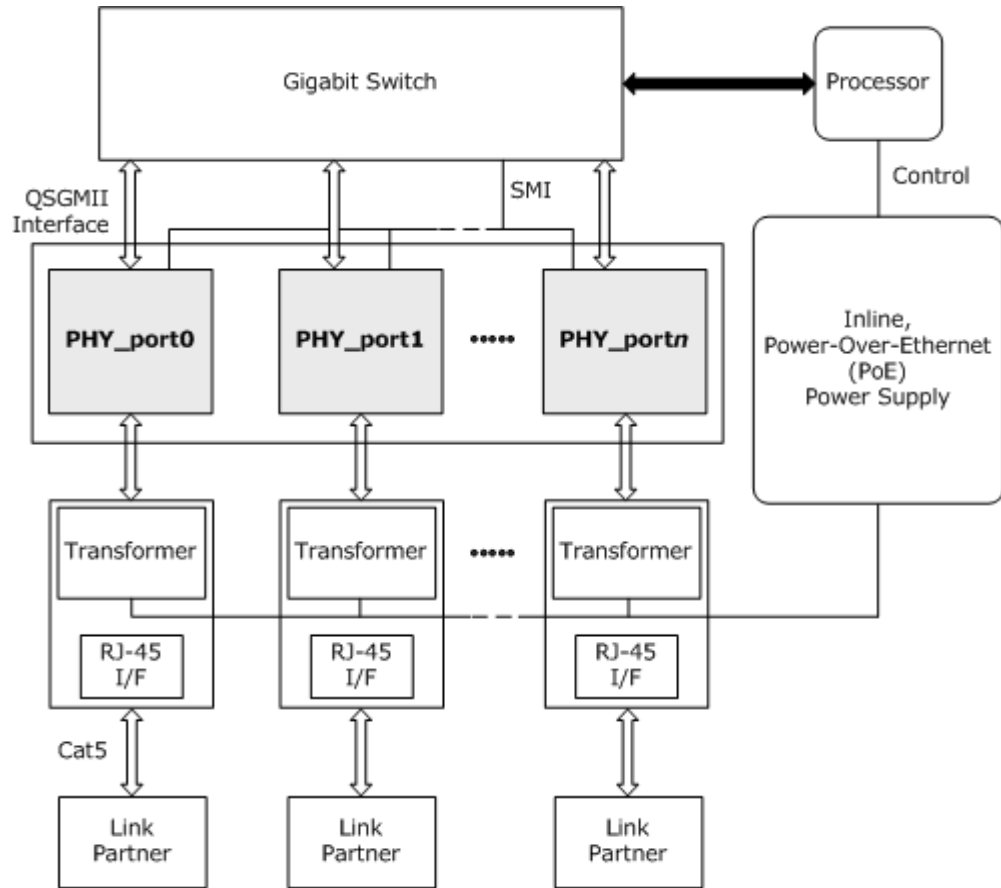 Gigabit Switch
Processor
QSGMII
Interface
SMI
Control
PHY_port0
PHY_port1
PHY_portn
Inline,
Power-Over-Ethernet
(PoE)
Power Supply
Transformer
Transformer
Transformer
RJ-45
I/F
RJ-45
I/F
RJ-45
I/F
Cat5
Link
Partner
Link
Partner
Link
Partner